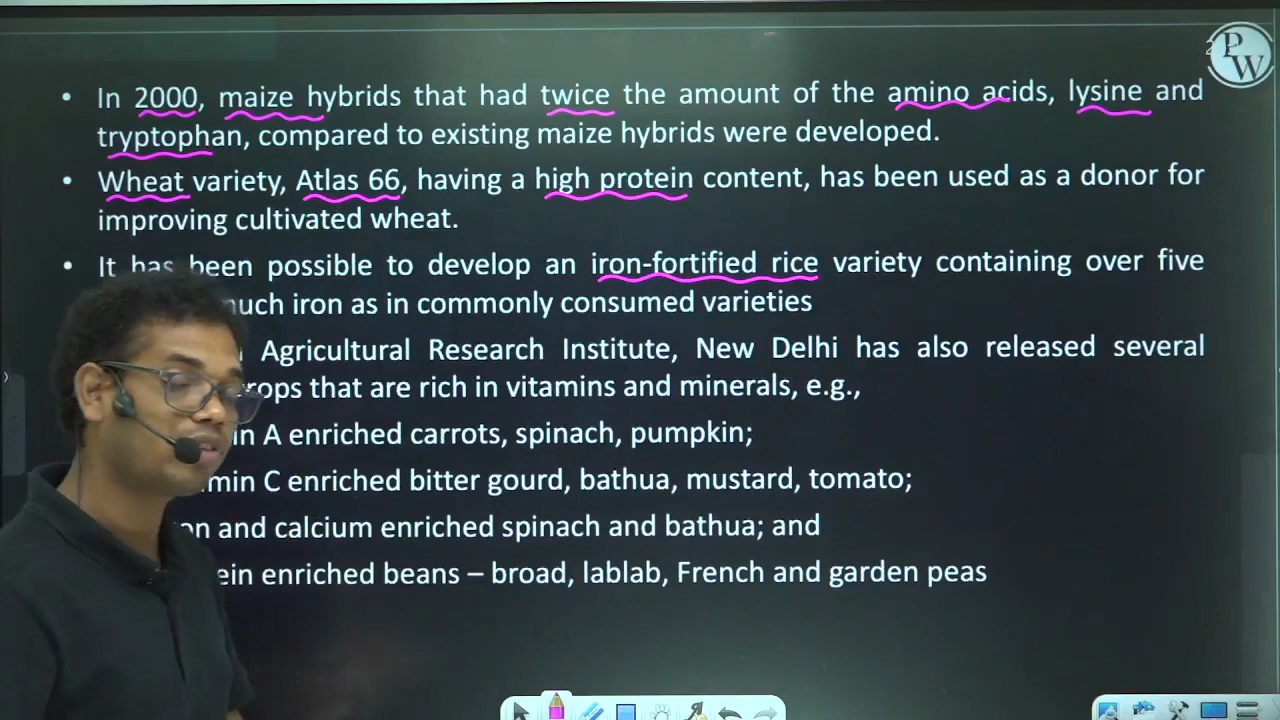 PW
• In 2000, maize hybrids that had twice the amount of the amino acids, lysine and
tryptophan, compared to existing maize hybrids were developed.
• Wheat variety, Atlas 66, having a high protein content, has been used as a donor for
improving cultivated wheat.
• It has been possible to develop an iron-fortified rice variety containing over five
much iron as in commonly consumed varieties
Agricultural Research Institute, New Delhi has also released several
that are rich in vitamins and minerals, e.g.,
A enriched carrots, spinach, pumpkin;
C enriched bitter gourd, bathua, mustard, tomato;
and calcium enriched spinach and bathua; and
enriched beans – broad, lablab, French and garden peas